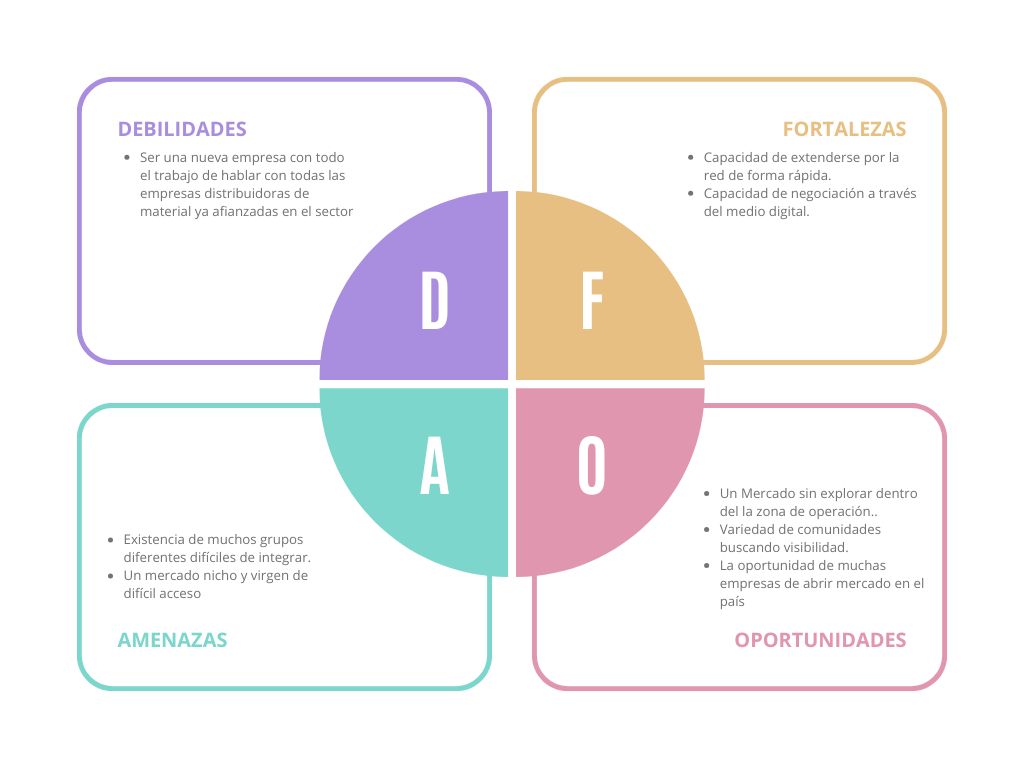 DEBILIDADES
• Ser una nueva empresa con todo
el trabajo de hablar con todas las
empresas distribuidoras de
material ya afianzadas en el sector
FORTALEZAS
• Capacidad de extenderse por la
red de forma rápida.
• Capacidad de negociación a través
del medio digital.
D
F
A
O
• Existencia de muchos grupos
diferentes difíciles de integrar.
• Un mercado nicho y virgen de
difícil acceso
AMENAZAS
• Un Mercado sin explorar dentro
del la zona de operación..
• Variedad de comunidades
buscando visibilidad.
• La oportunidad de muchas
empresas de abrir mercado en el
país
OPORTUNIDADES